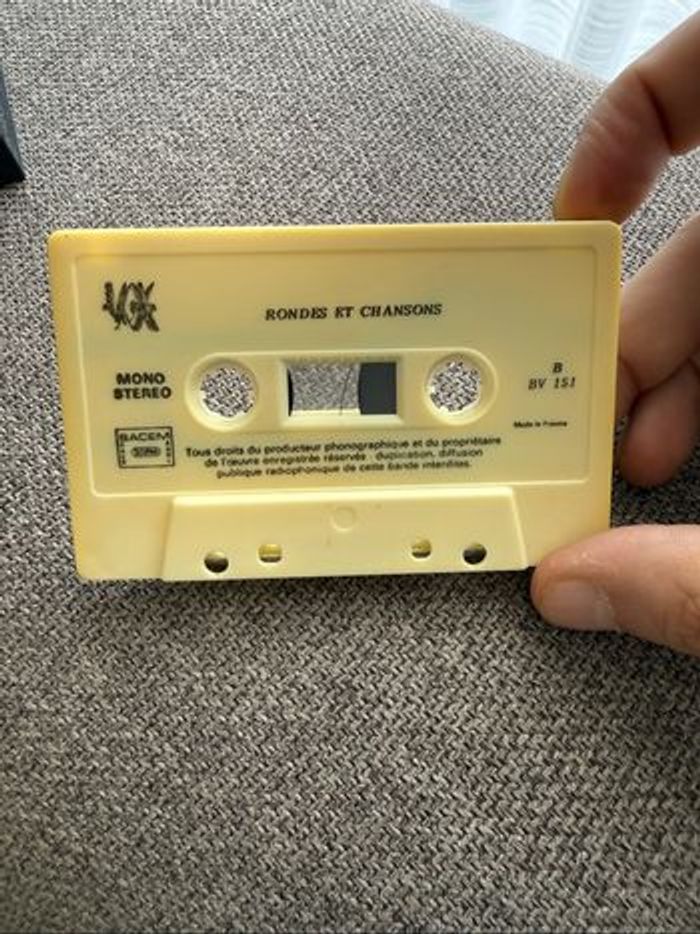 VOX
RONDES ET CHANSONS
MONO
STEREO
B
BV 151
Made in France
SACEM
Tous droits du producteur phonographique et du propriétaire
de l'œuvre enregistrée réservés - duplication, diffusion
publique radiophonique de cette bande interdites.